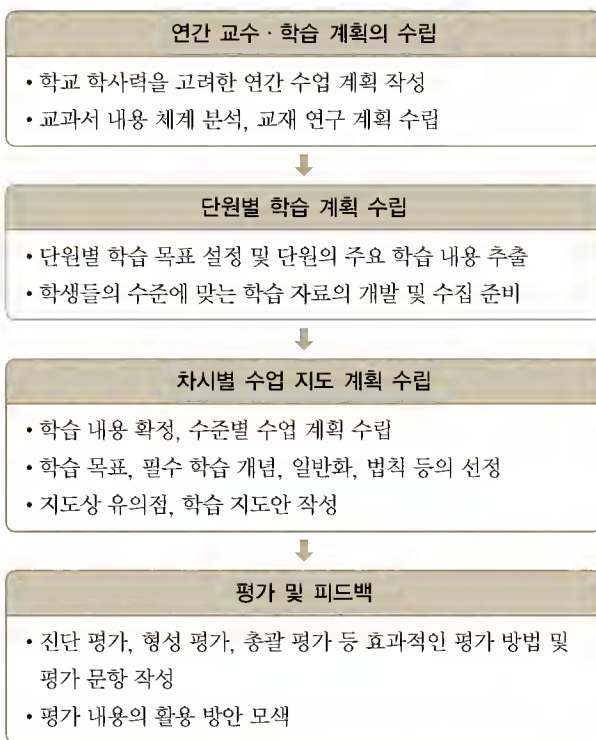 연간 교수 · 학습 계획의 수립
• 학교 학사력을 고려한 연간 수업 계획 작성
• 교과서 내용 체계 분석, 교재 연구 계획 수립
단원별 학습 계획 수립
• 단원별 학습 목표 설정 및 단원의 주요 학습 내용 추출
• 학생들의 수준에 맞는 학습 자료의 개발 및 수집 준비
차시별 수업 지도 계획 수립
• 학습 내용 확정, 수준별 수업 계획 수립
• 학습 목표, 필수 학습 개념, 일반화, 법칙 등의 선정
• 지도상 유의점, 학습 지도안 작성
평가 및 피드백
• 진단 평가, 형성 평가, 총괄 평가 등 효과적인 평가 방법 및
평가 문항 작성
• 평가 내용의 활용 방안 모색